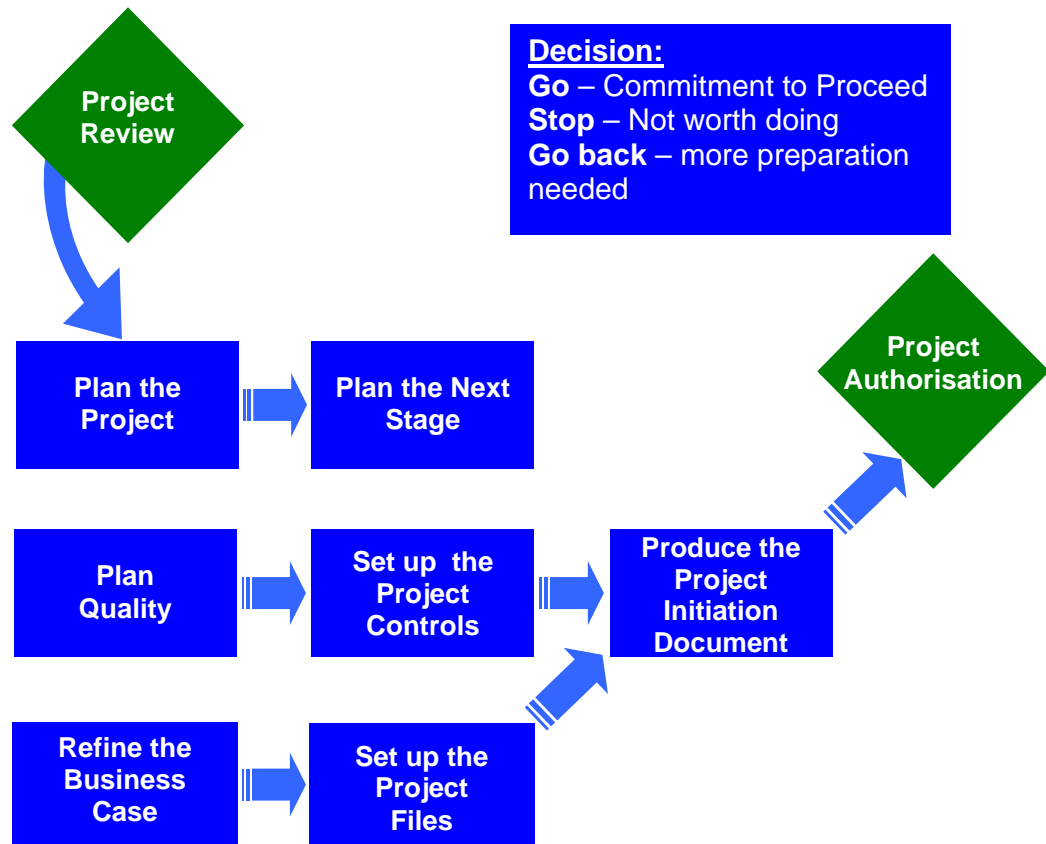 Project
Review
Decision:
Go – Commitment to Proceed
Stop – Not worth doing
Go back – more preparation
needed
Project
Authorisation
Plan the
Project
Plan the Next
Stage
Plan
Quality
Set up  the
Project
Controls
Produce the
Project
Initiation
Document
Refine the
Business
Case
Set up the
Project
Files